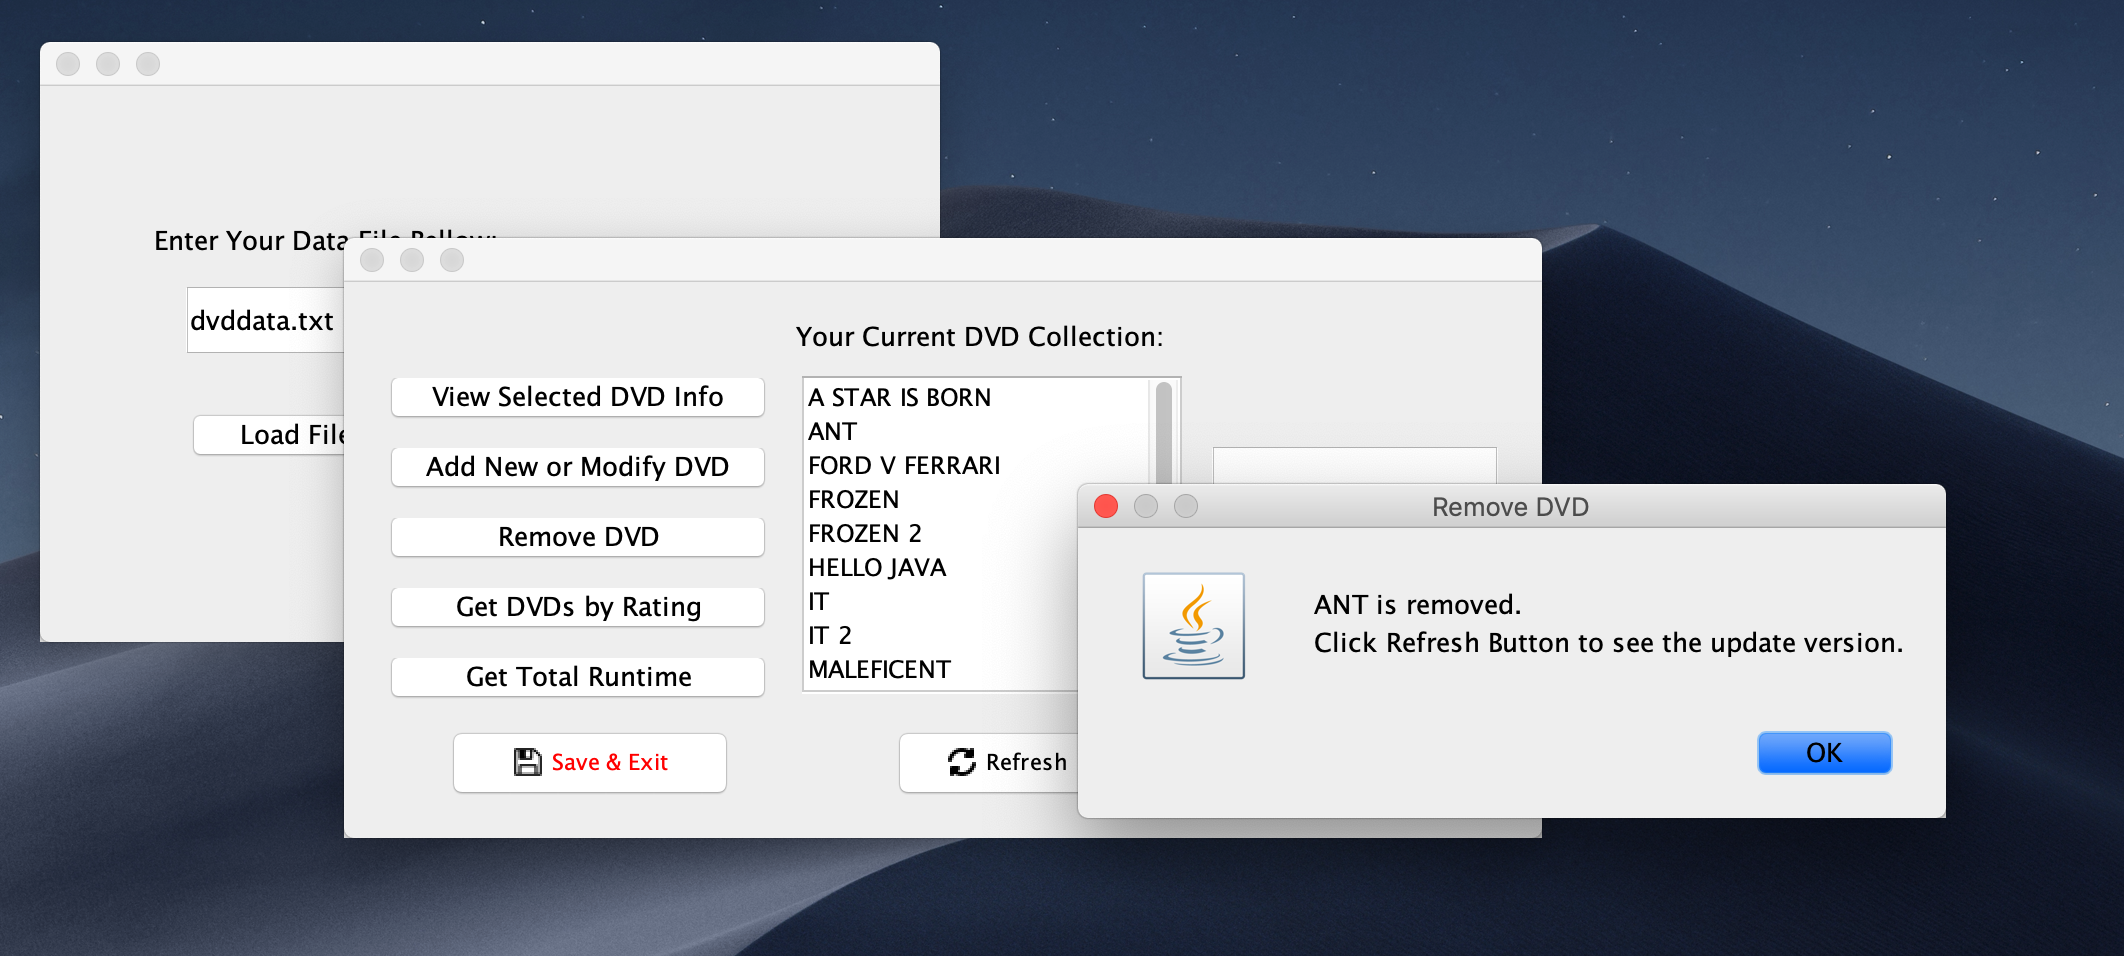 Enter Your Data File Bellow:
dvddata.txt
Load File
Your Current DVD Collection:
View Selected DVD Info
Add New or Modify DVD
Remove DVD
Get DVDs by Rating
Get Total Runtime
Save & Exit
A STAR IS BORN
ANT
FORD V FERRARI
FROZEN
FROZEN 2
HELLO JAVA
IT
IT 2
MALEFICENT
Refresh
Remove DVD
ANT is removed.
Click Refresh Button to see the update version.
OK